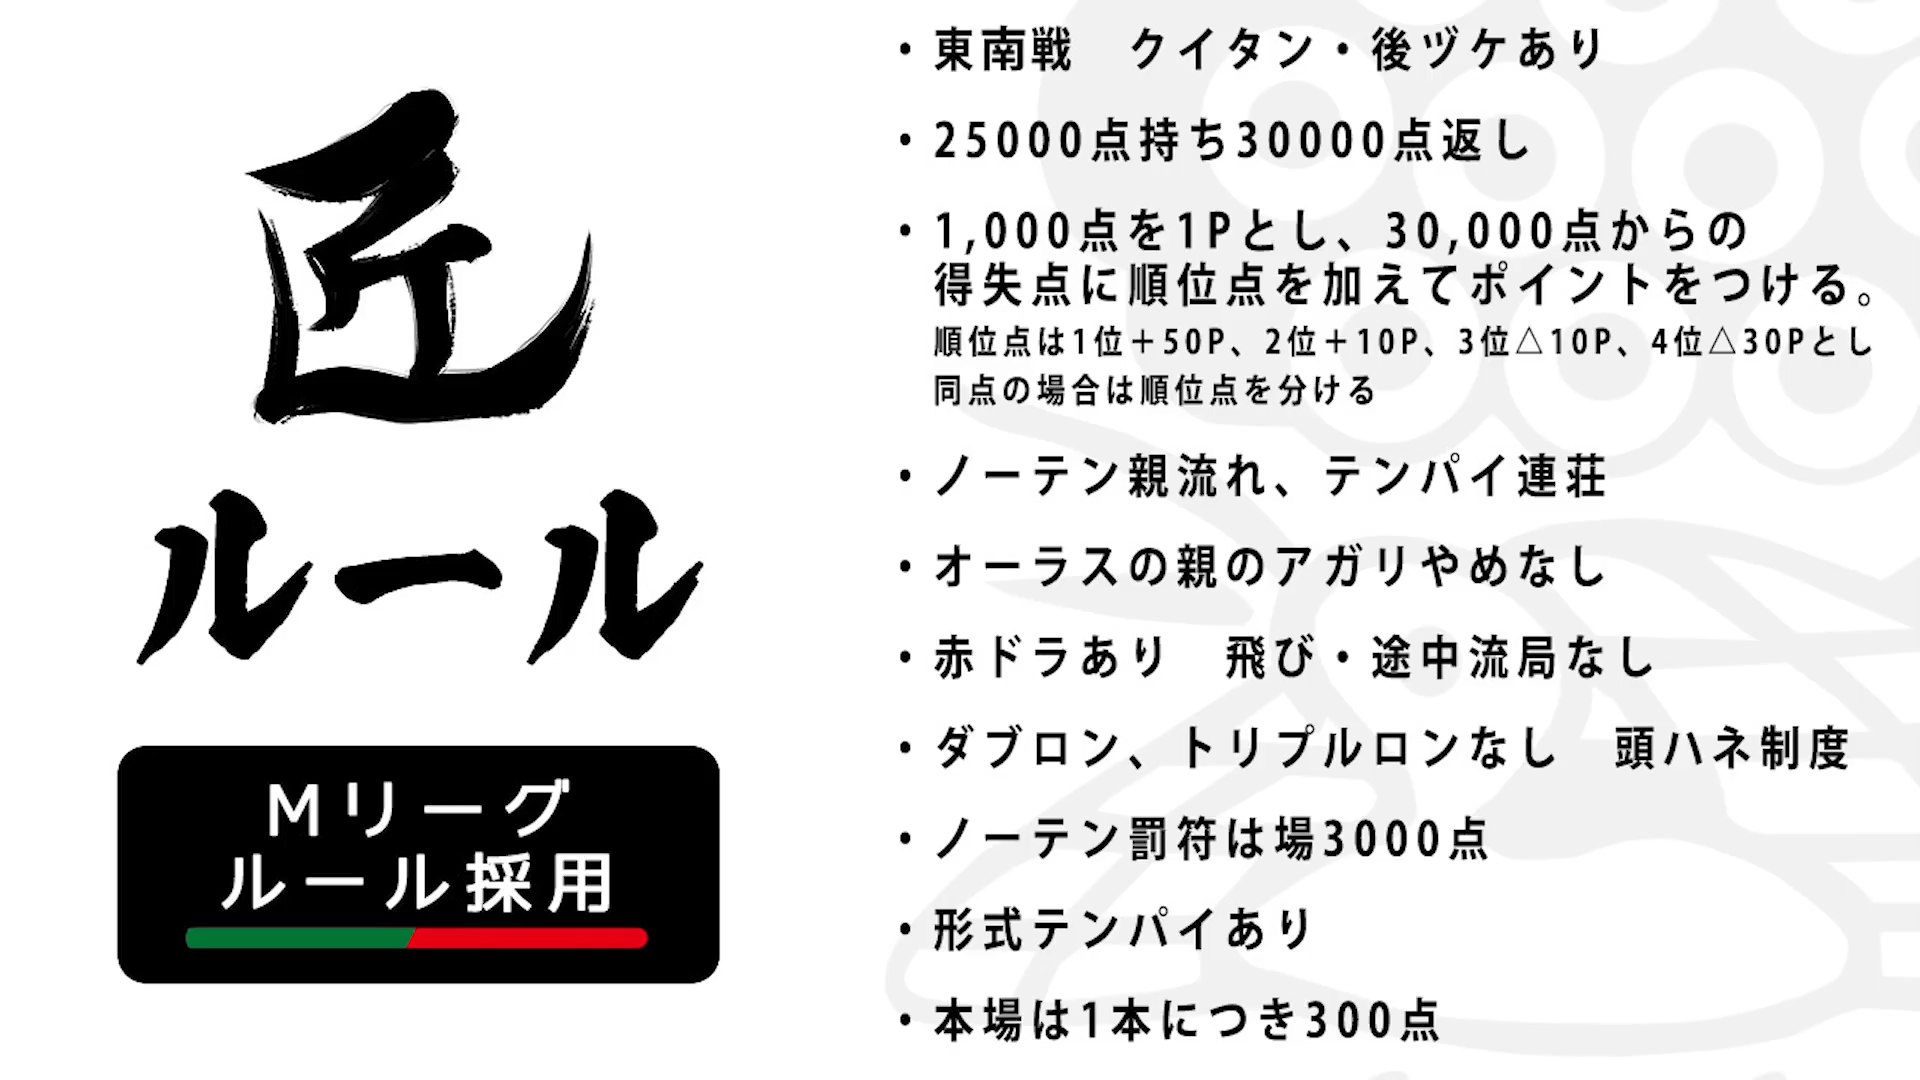 匠
ルール
Mリーグ
ルール採用
・東南戦　クイタン・後ヅケあり
・25000点持ち30000点返し
・1,000点を1Pとし、30,000点からの
得失点に順位点を加えてポイントをつける。
順位点は1位＋50P、2位＋10P、3位△10P、4位△30Pとし
同点の場合は順位点を分ける
・ノーテン親流れ、テンパイ連荘
・オーラスの親のアガリやめなし
・赤ドラあり　飛び・途中流局なし
・ダブロン、トリプルロンなし　頭ハネ制度
・ノーテン罰符は場3000点
・形式テンパイあり
・本場は1本につき300点